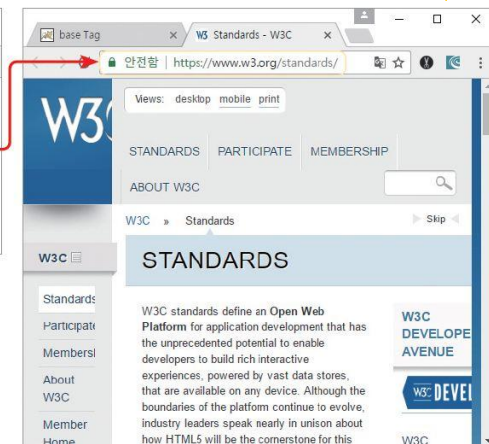 base Tag
W3 Standards - W3C
안전함 | https://www.w3.org/standards/
W3C
Views: desktop mobile print
STANDARDS PARTICIPATE MEMBERSHIP
ABOUT W3C
W3C » Standards
Skip
W3C
STANDARDS
Standards
Participate
Membersl
About
W3C
Member
Home
W3C standards define an Open Web
Platform for application development that has
the unprecedented potential to enable
developers to build rich interactive
experiences, powered by vast data stores,
that are available on any device. Although the
boundaries of the platform continue to evolve,
industry leaders speak nearly in unison about
how HTML5 will be the cornerstone for this
W3C
DEVELOPE
AVENUE
W3C DEVEL
W3C